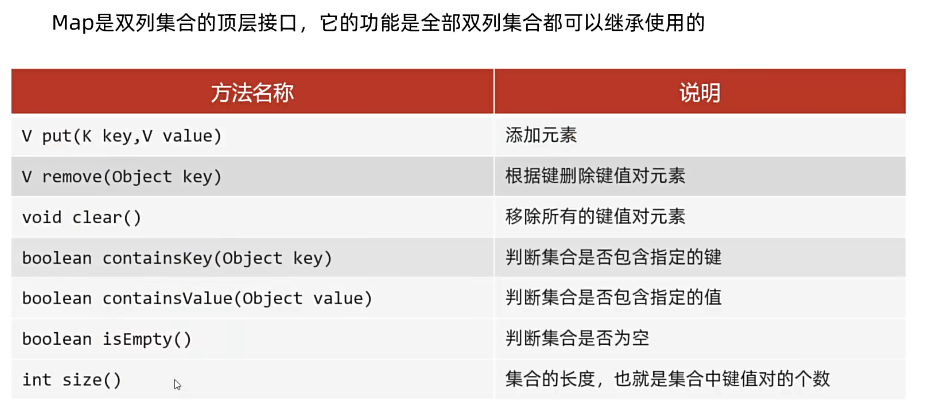 Map是双列集合的顶层接口，它的功能是全部双列集合都可以继承使用的
方法名称 说明
V put(K key,V value) 添加元素
V remove(Object key) 根据键删除键值对元素
void clear() 移除所有的键值对元素
boolean containsKey(Object key) 判断集合是否包含指定的键
boolean containsValue(Object value) 判断集合是否包含指定的值
boolean isEmpty() 判断集合是否为空
int size() 集合的长度，也就是集合中键值对的个数